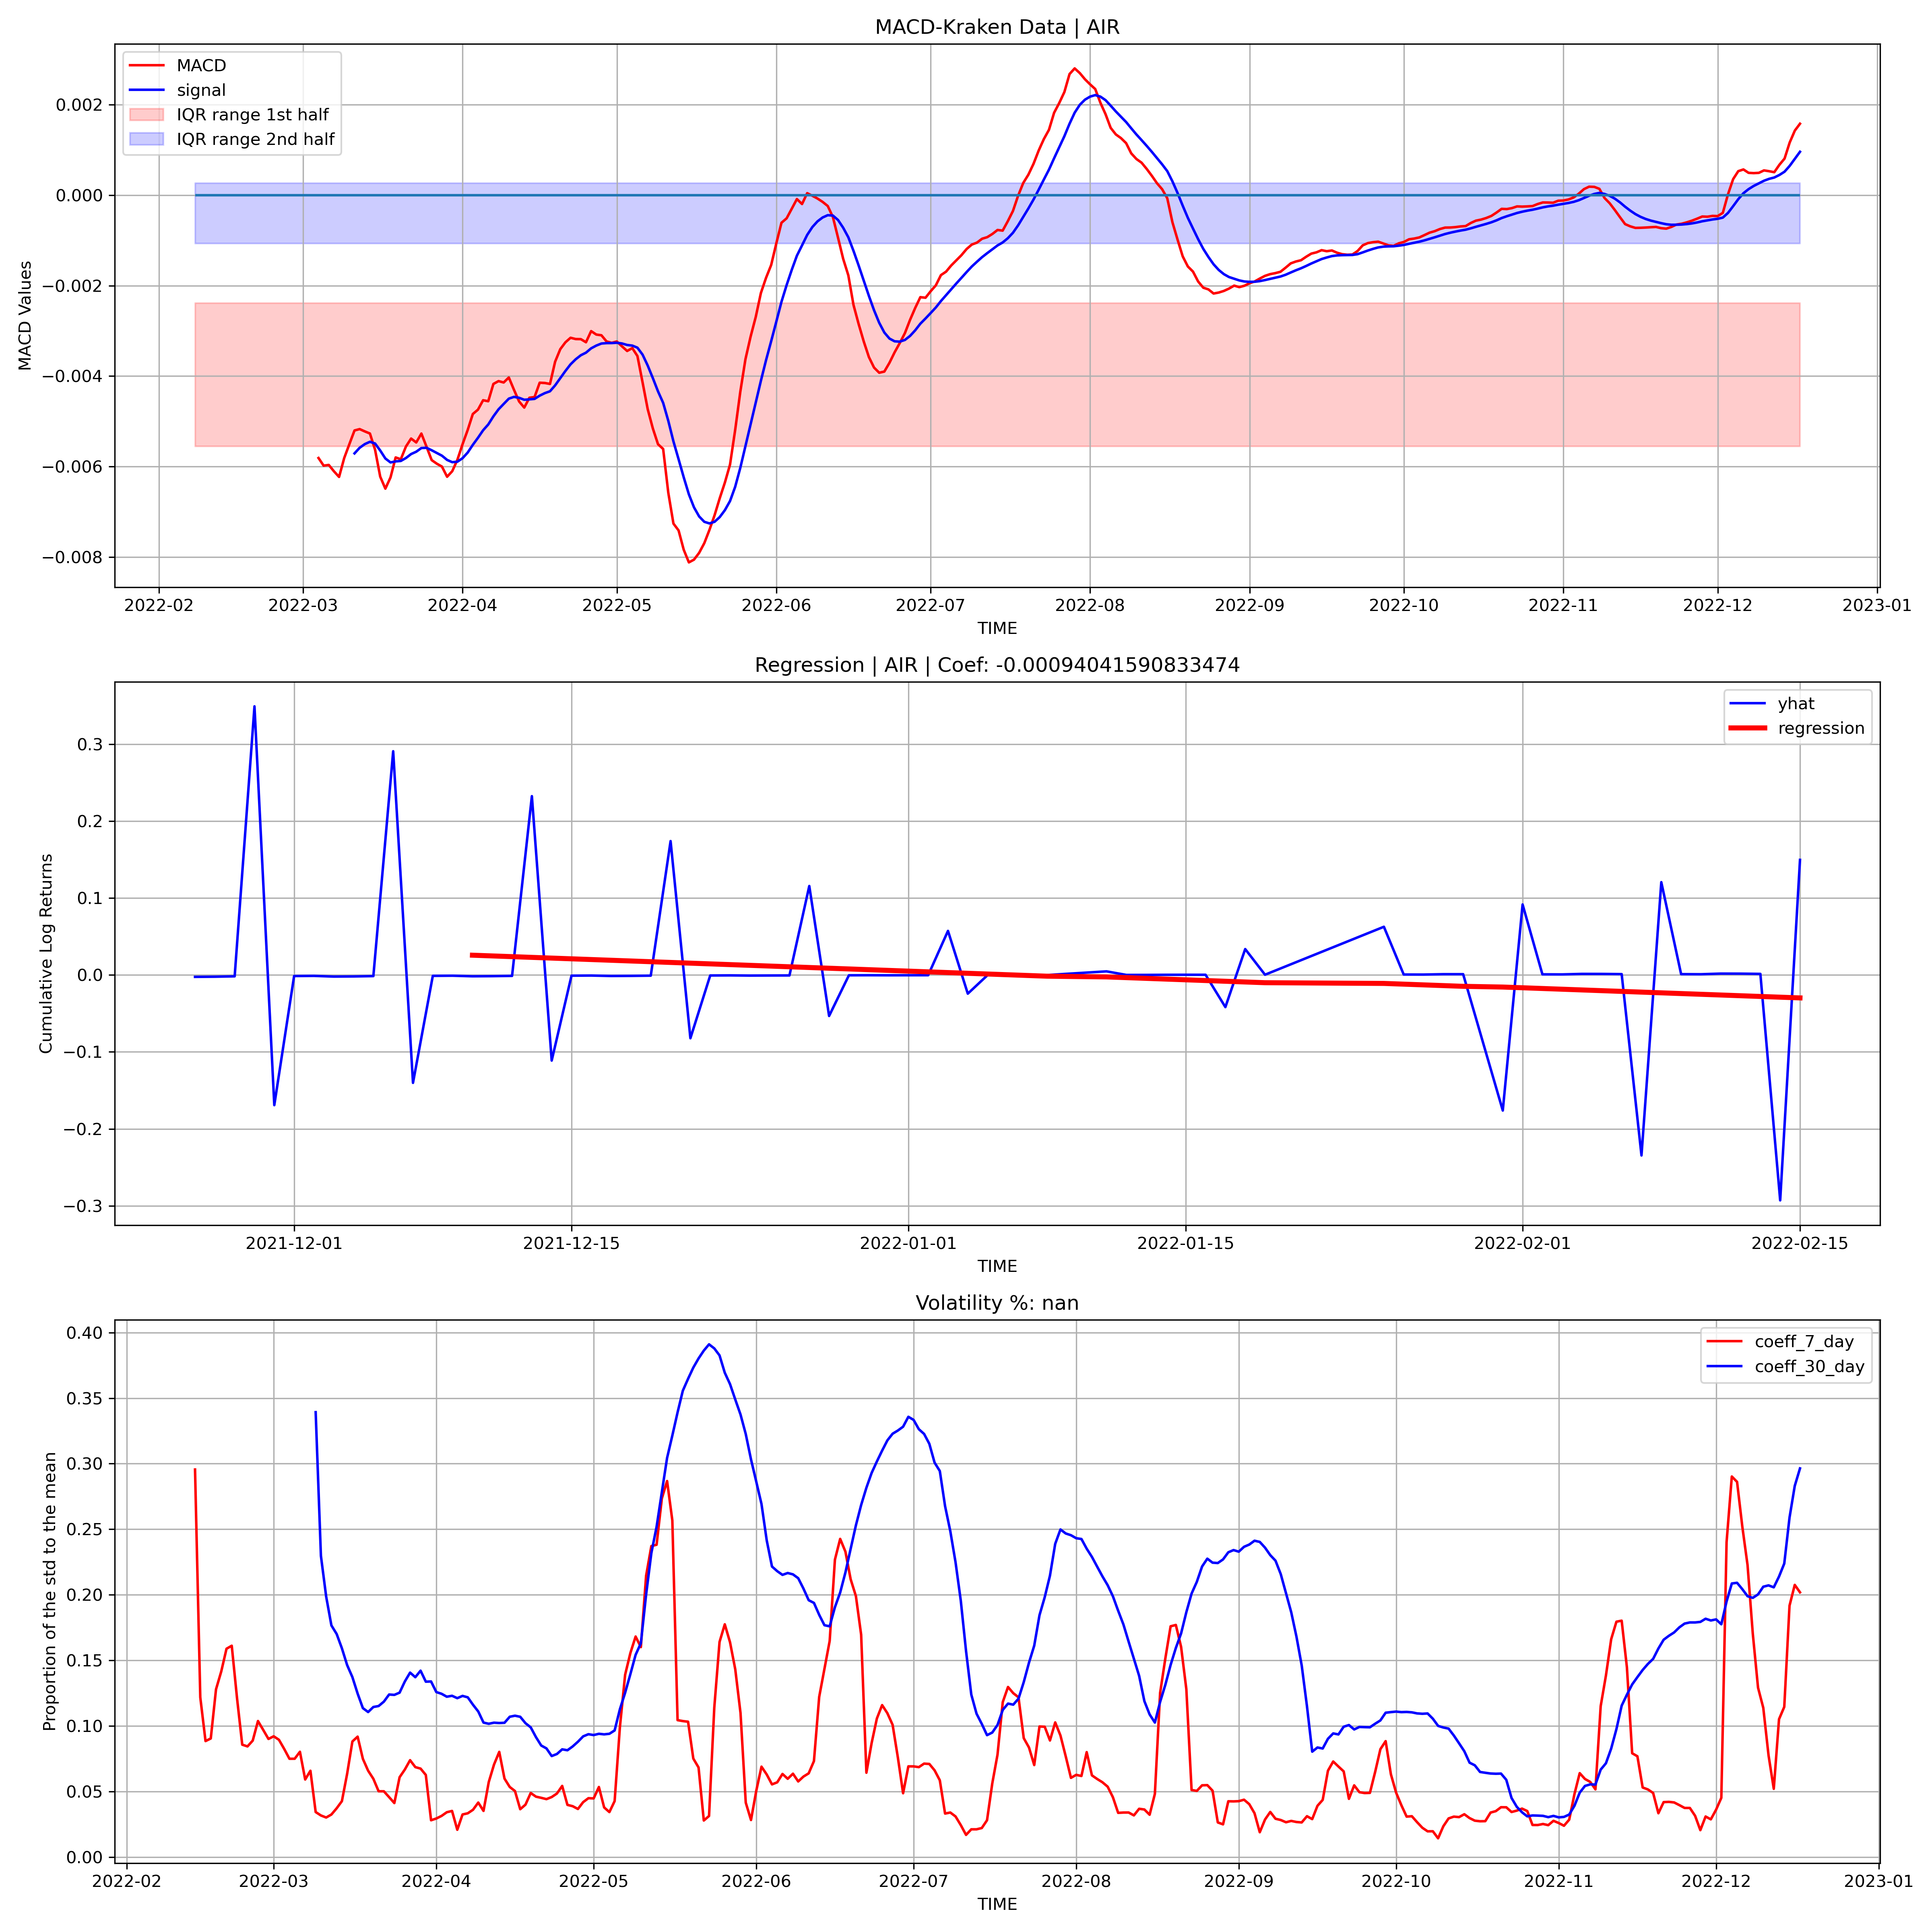 MACD-Kraken Data | AIR
MACD
signal
IQR range 1st half
IQR range 2nd half
MACD Values
0.002
0.000
−0.002
−0.004
−0.006
−0.008
2022-02 2022-03 2022-04 2022-05 2022-06 2022-07 2022-08 2022-09 2022-10 2022-11 2022-12 2023-01
TIME
Regression | AIR | Coef: -0.00094041590833474
yhat
regression
Cumulative Log Returns
0.3
0.2
0.1
0.0
−0.1
−0.2
−0.3
2021-12-01 2021-12-15 2022-01-01 2022-01-15 2022-02-01 2022-02-15
TIME
Volatility %: nan
coeff_7_day
coeff_30_day
Proportion of the std to the mean
0.40
0.35
0.30
0.25
0.20
0.15
0.10
0.05
0.00
2022-02 2022-03 2022-04 2022-05 2022-06 2022-07 2022-08 2022-09 2022-10 2022-11 2022-12 2023-01
TIME